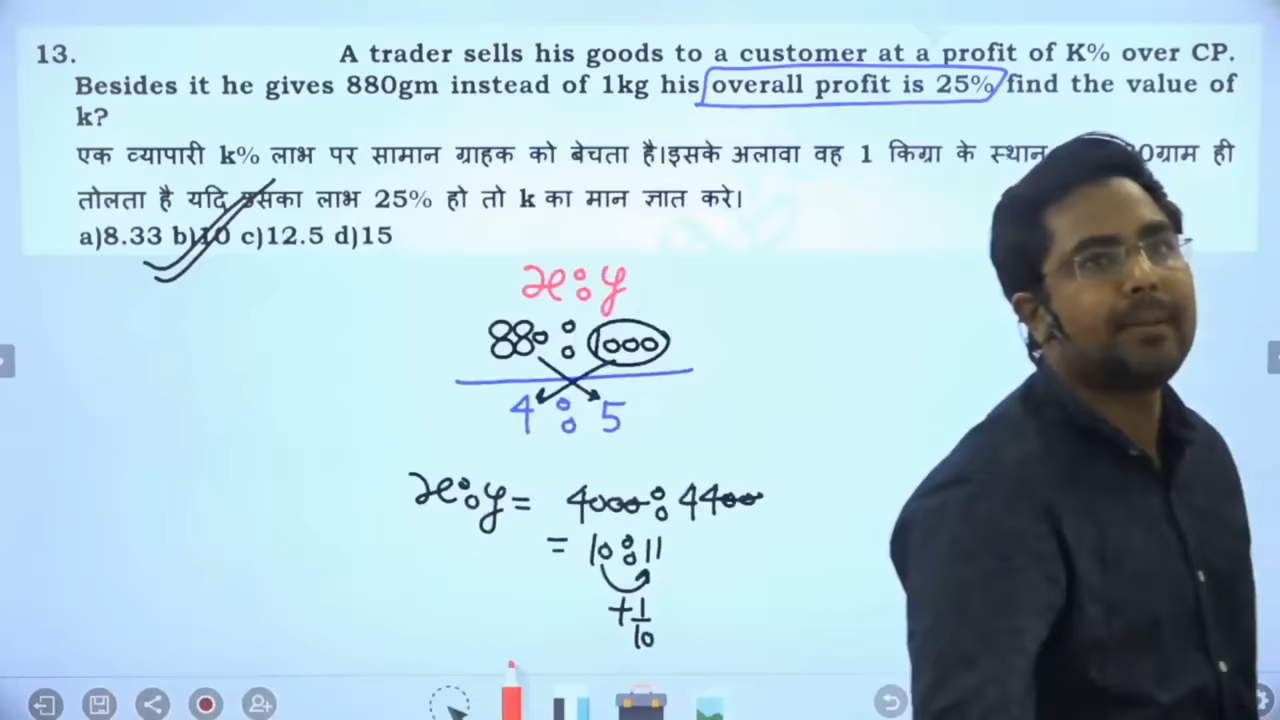 13. A trader sells his goods to a customer at a profit of K% over CP.
Besides it he gives 880gm instead of 1kg his overall profit is 25% find the value of
k?
एक व्यापारी k% लाभ पर सामान ग्राहक को बेचता है।इसके अलावा वह 1 किग्रा के स्थान 0ग्राम ही
तोलता है यदि उसका लाभ 25% हो तो k का मान ज्ञात करे।
a)8.33 b)10 c)12.5 d)15
x:y
880 : 1000
4 : 5
x:y = 4000:4400
= 10:11
+1/10